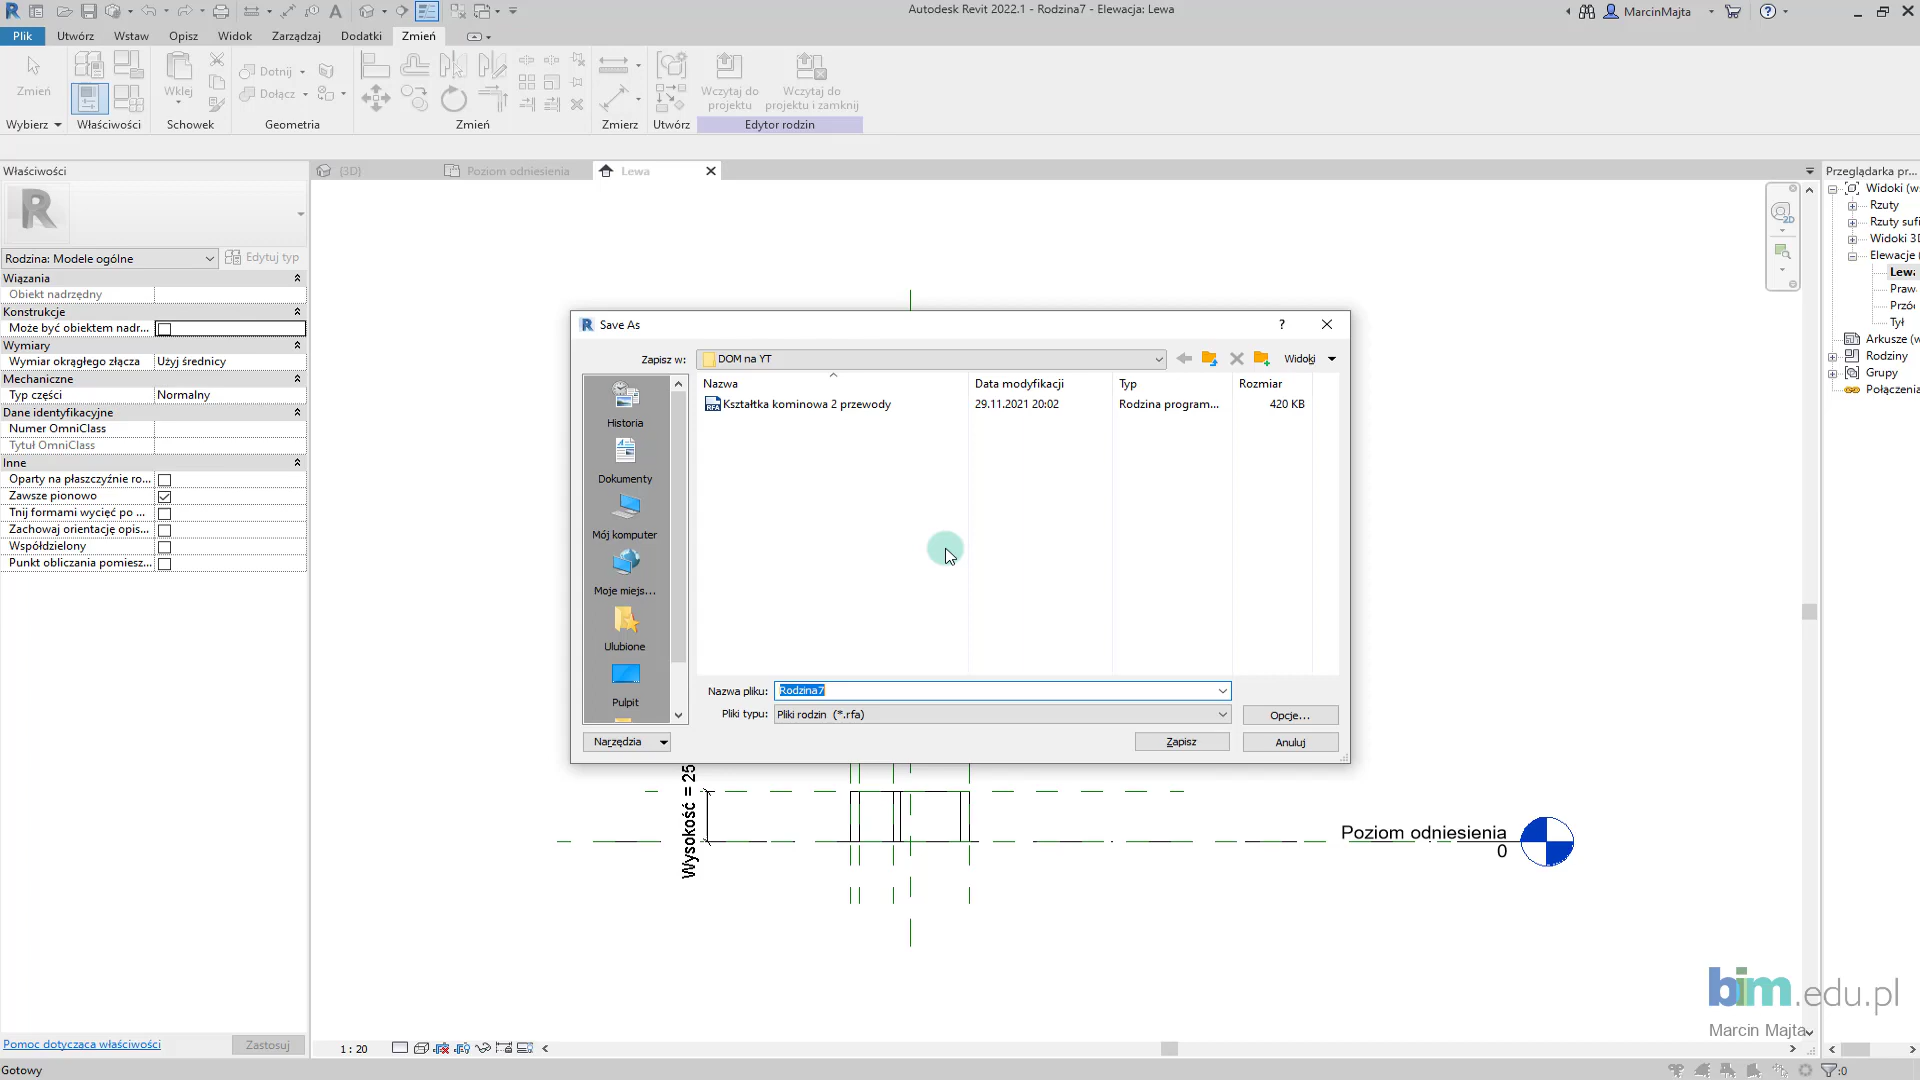 Autodesk Revit 2022.1 - Rodzina7 - Elewacja: Lewa
MarcinMajta
Plik
Utwórz
Wstaw
Opisz
Widok
Zarządzaj
Dodatki
Zmień
Zmień
Wklej
Dotnij
Dołącz
Wczytaj do
projektu
Wczytaj do
projektu i zamknij
Wybierz
Właściwości
Schowek
Geometria
Zmień
Zmierz
Utwórz
Edytor rodzin
Właściwości
R
Rodzina: Modele ogólne
Edytuj typ
Wiązania
Obiekt nadrzędny
Konstrukcje
Może być obiektem nadr...
Wymiary
Wymiar okrągłego złącza
Użyj średnicy
Mechaniczne
Typ części
Normalny
Dane identyfikacyjne
Numer OmniClass
Tytuł OmniClass
Inne
Oparty na płaszczyźnie ro...
Zawsze pionowo
Tnij formami wycięć po ...
Zachowaj orientację opis...
Współdzielony
Punkt obliczania pomiesz...
Pomoc dotycząca właściwości
Zastosuj
Gotowy
{3D}
Poziom odniesienia
Lewa
Save As
Zapisz w:
DOM na YT
Widoki
Historia
Dokumenty
Mój komputer
Moje miejs...
Ulubione
Pulpit
Nazwa
Data modyfikacji
Typ
Rozmiar
Kształtka kominowa 2 przewody
29.11.2021 20:02
Rodzina program...
420 KB
Nazwa pliku:
Rodzina7
Pliki typu:
Pliki rodzin (*.rfa)
Opcje...
Narzędzia
Zapisz
Anuluj
Wysokość = 25
Poziom odniesienia
0
2D
Przeglądarka pr...
Widoki (ws
Rzuty
Rzuty sufi
Widoki 3D
Elewacje (
Lewa
Praw
Przód
Tył
Arkusze (w
Rodziny
Grupy
Połączenia
1 : 20
:0
bim.edu.pl
Marcin Majta